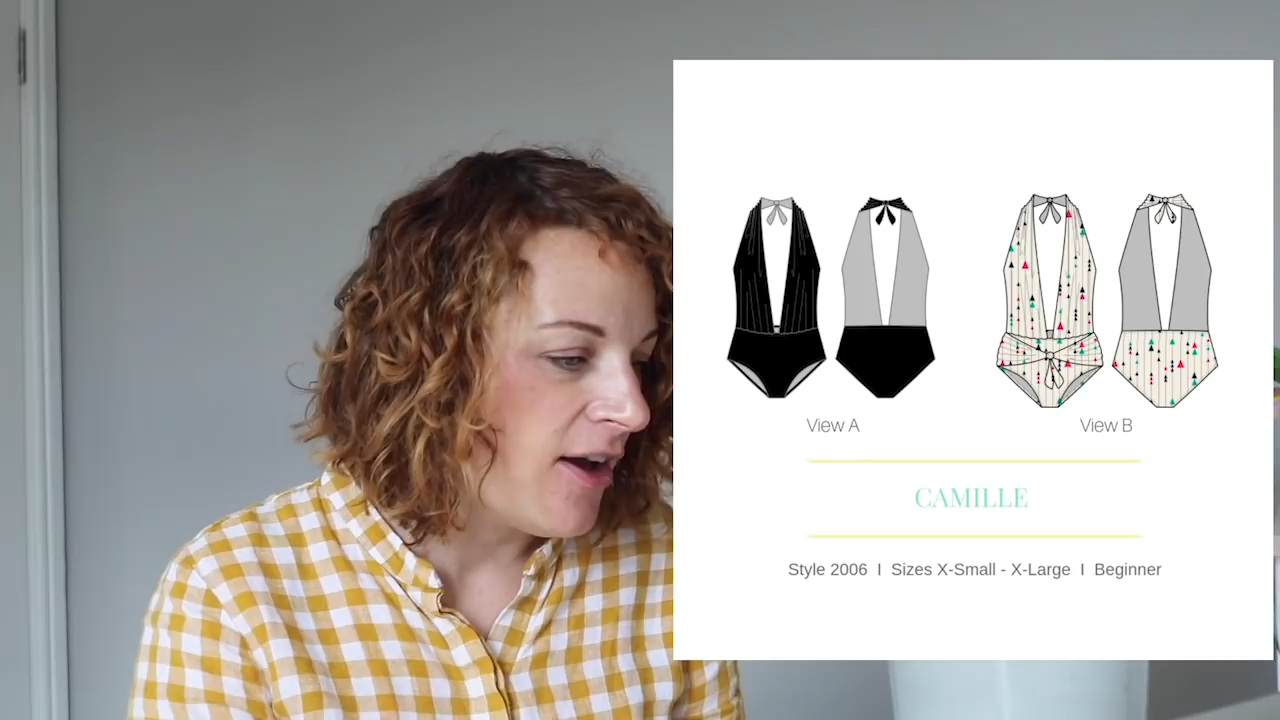 View A
View B
CAMILLE
Style 2006 I Sizes X-Small - X-Large I Beginner